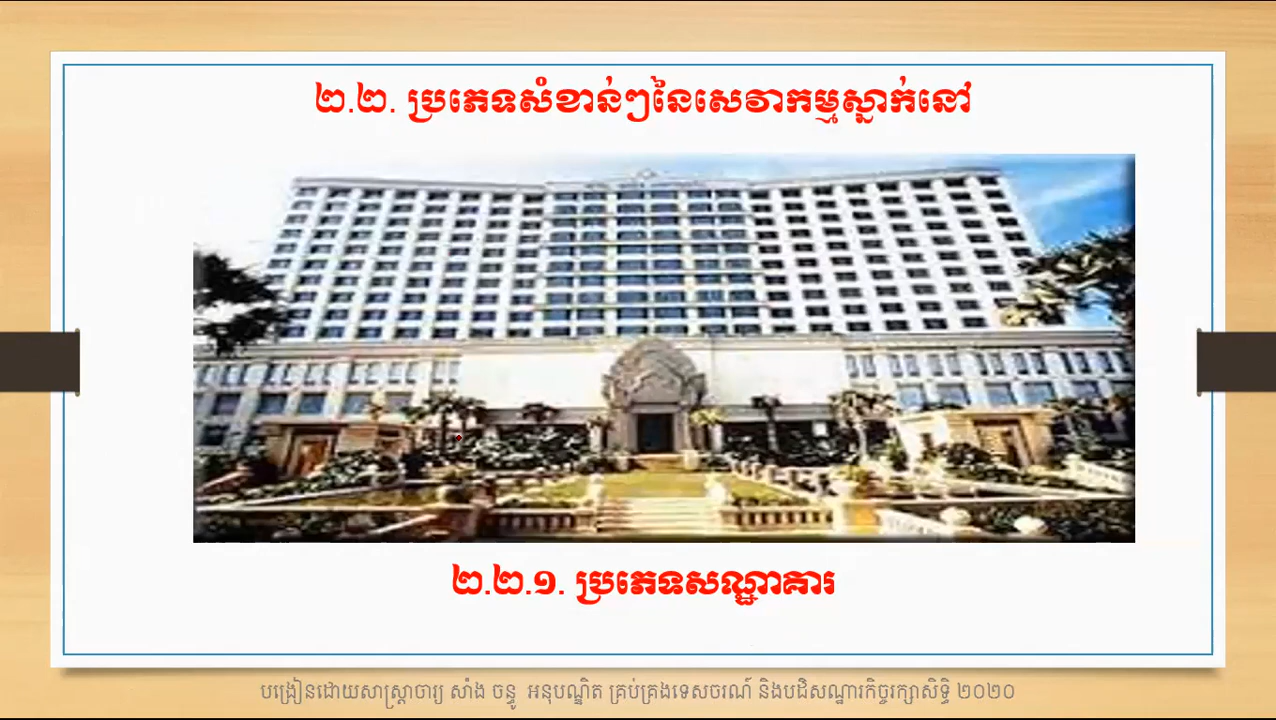 ២.២. ប្រភេទសំខាន់ៗនៃសេវាកម្មស្នាក់នៅ
២.២.១. ប្រភេទសណ្ឋាគារ
បង្រៀនដោយសាស្ត្រាចារ្យ សាំង ចន្ទូ អនុបណ្ឌិត គ្រប់គ្រងទេសចរណ៍ និងបដិសណ្ឋារកិច្ចរក្សាសិទ្ធិ ២០២០